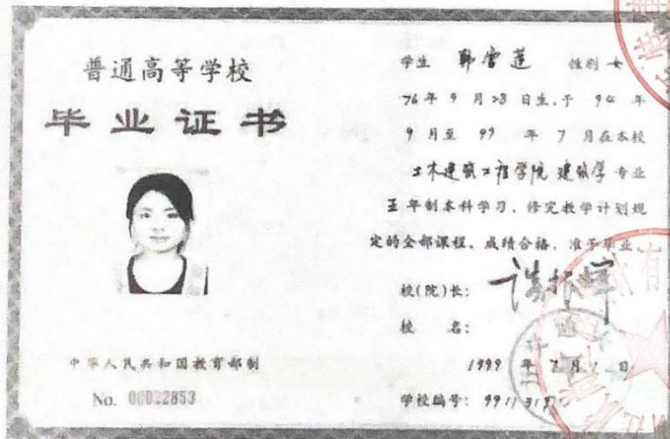 普通高等学校
毕业证书
中华人民共和国教育部制
No. 00022853
学生 郭雪莲 性别 女
76年9月23日生,于 94 年
9月至 99 年 7 月在本校
土木建筑工程学院 建筑学 专业
五年制本科学习,修完教学计划规
定的全部课程,成绩合格,准予毕业。
校(院)长:
校 名:
1999 年 7 月 1 日
学校编号: 9911319